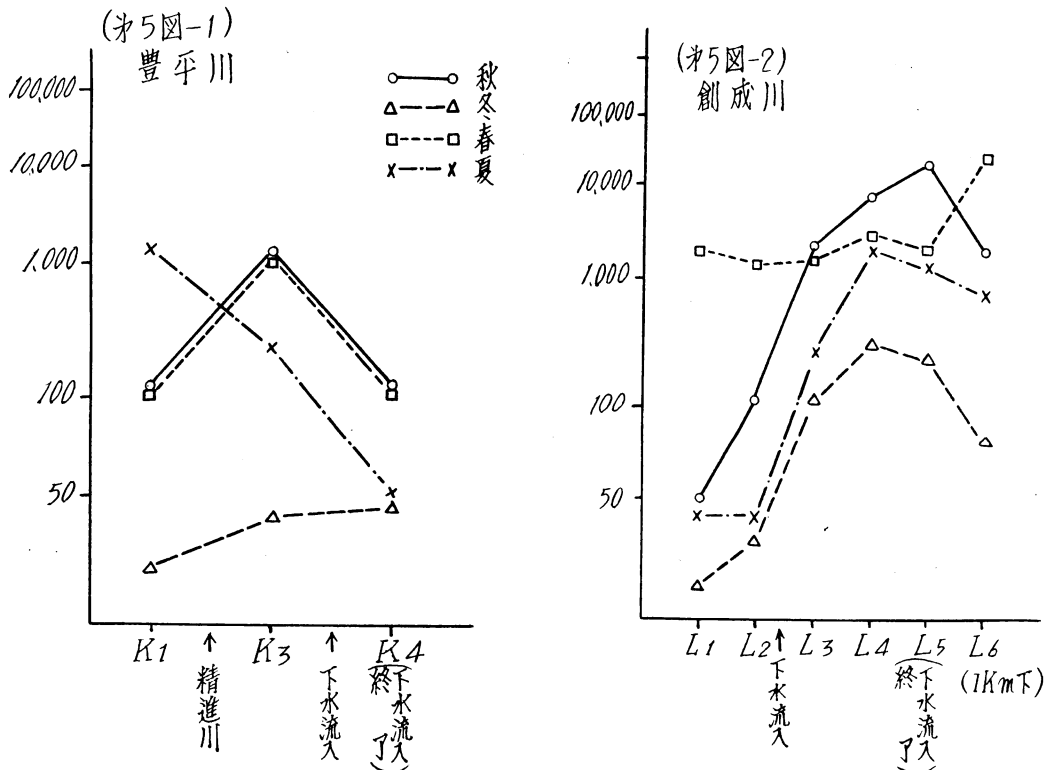 (第5図-1)
豊平川
100,000
10,000
1,000
100
50
秋
冬
春
夏
K1
K3
K4
↑
精進川
↑
下水流入
(下水流入
終了)
(第5図-2)
創成川
100,000
10,000
1,000
100
50
L1
L2
L3
L4
L5
L6
↑
下水流入
(下水流入
終了)
(1Km下)